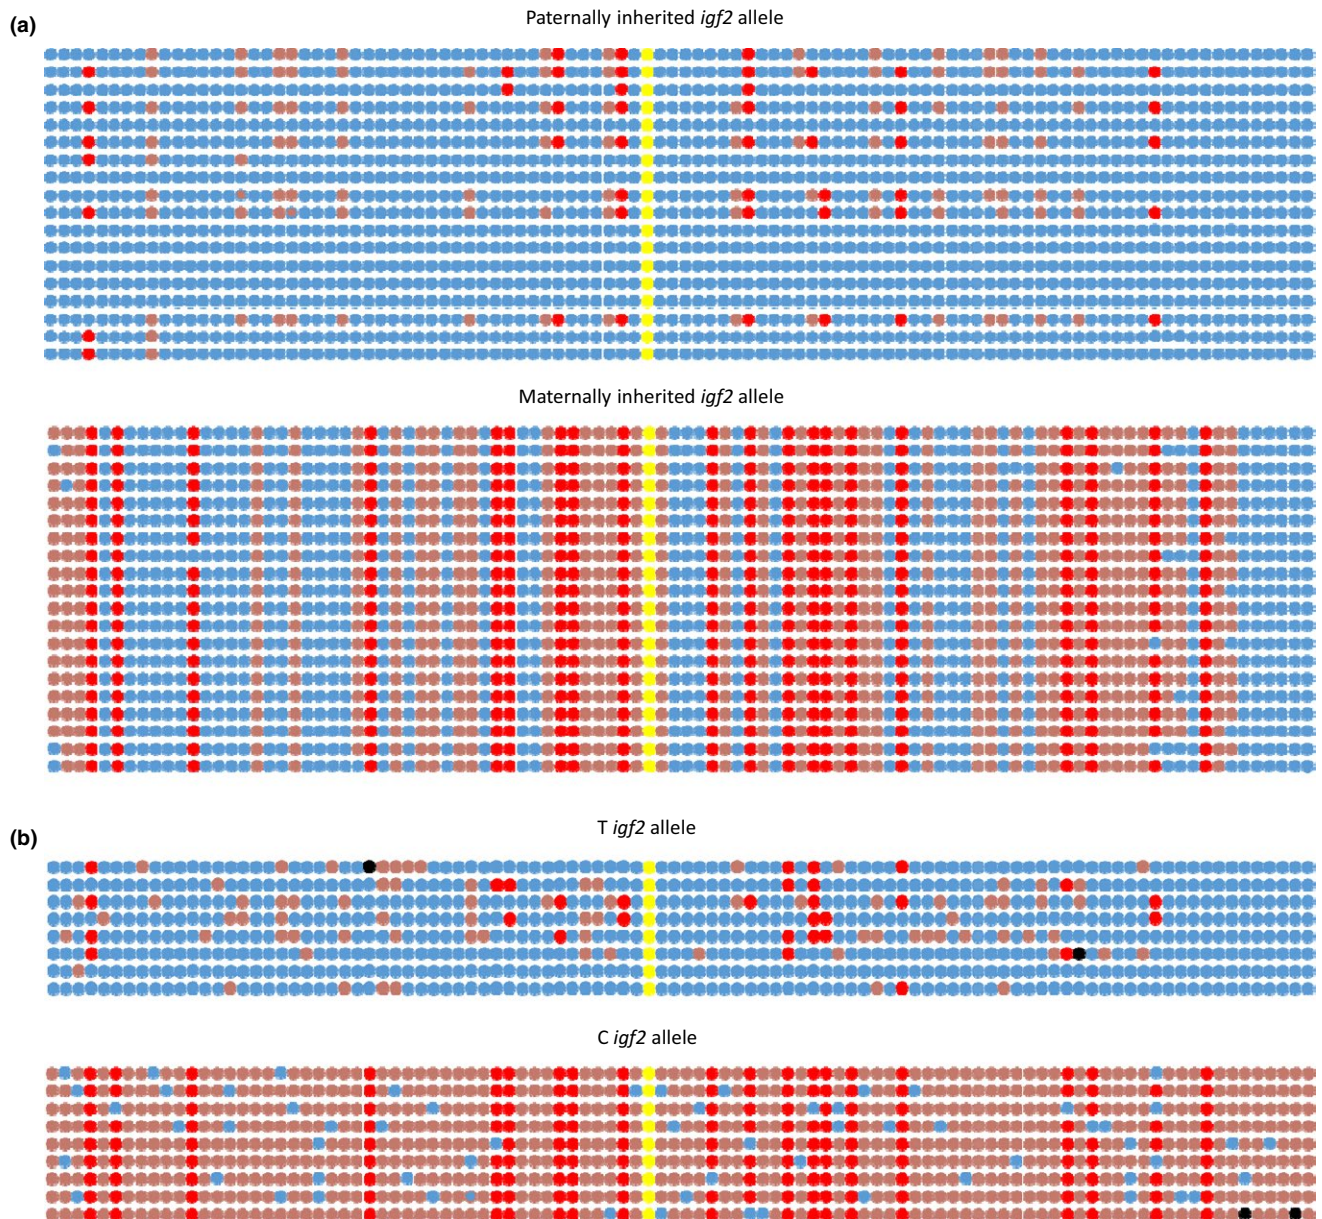 (a)
Paternally inherited igf2 allele
Maternally inherited igf2 allele
(b)
T igf2 allele
C igf2 allele